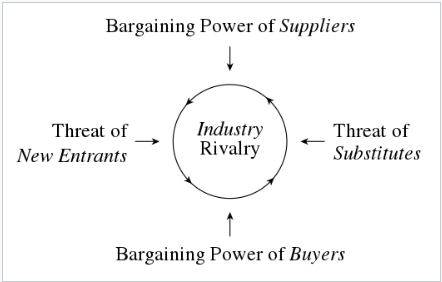 Bargaining Power of Suppliers
Threat of
New Entrants
Industry
Rivalry
Threat of
Substitutes
Bargaining Power of Buyers